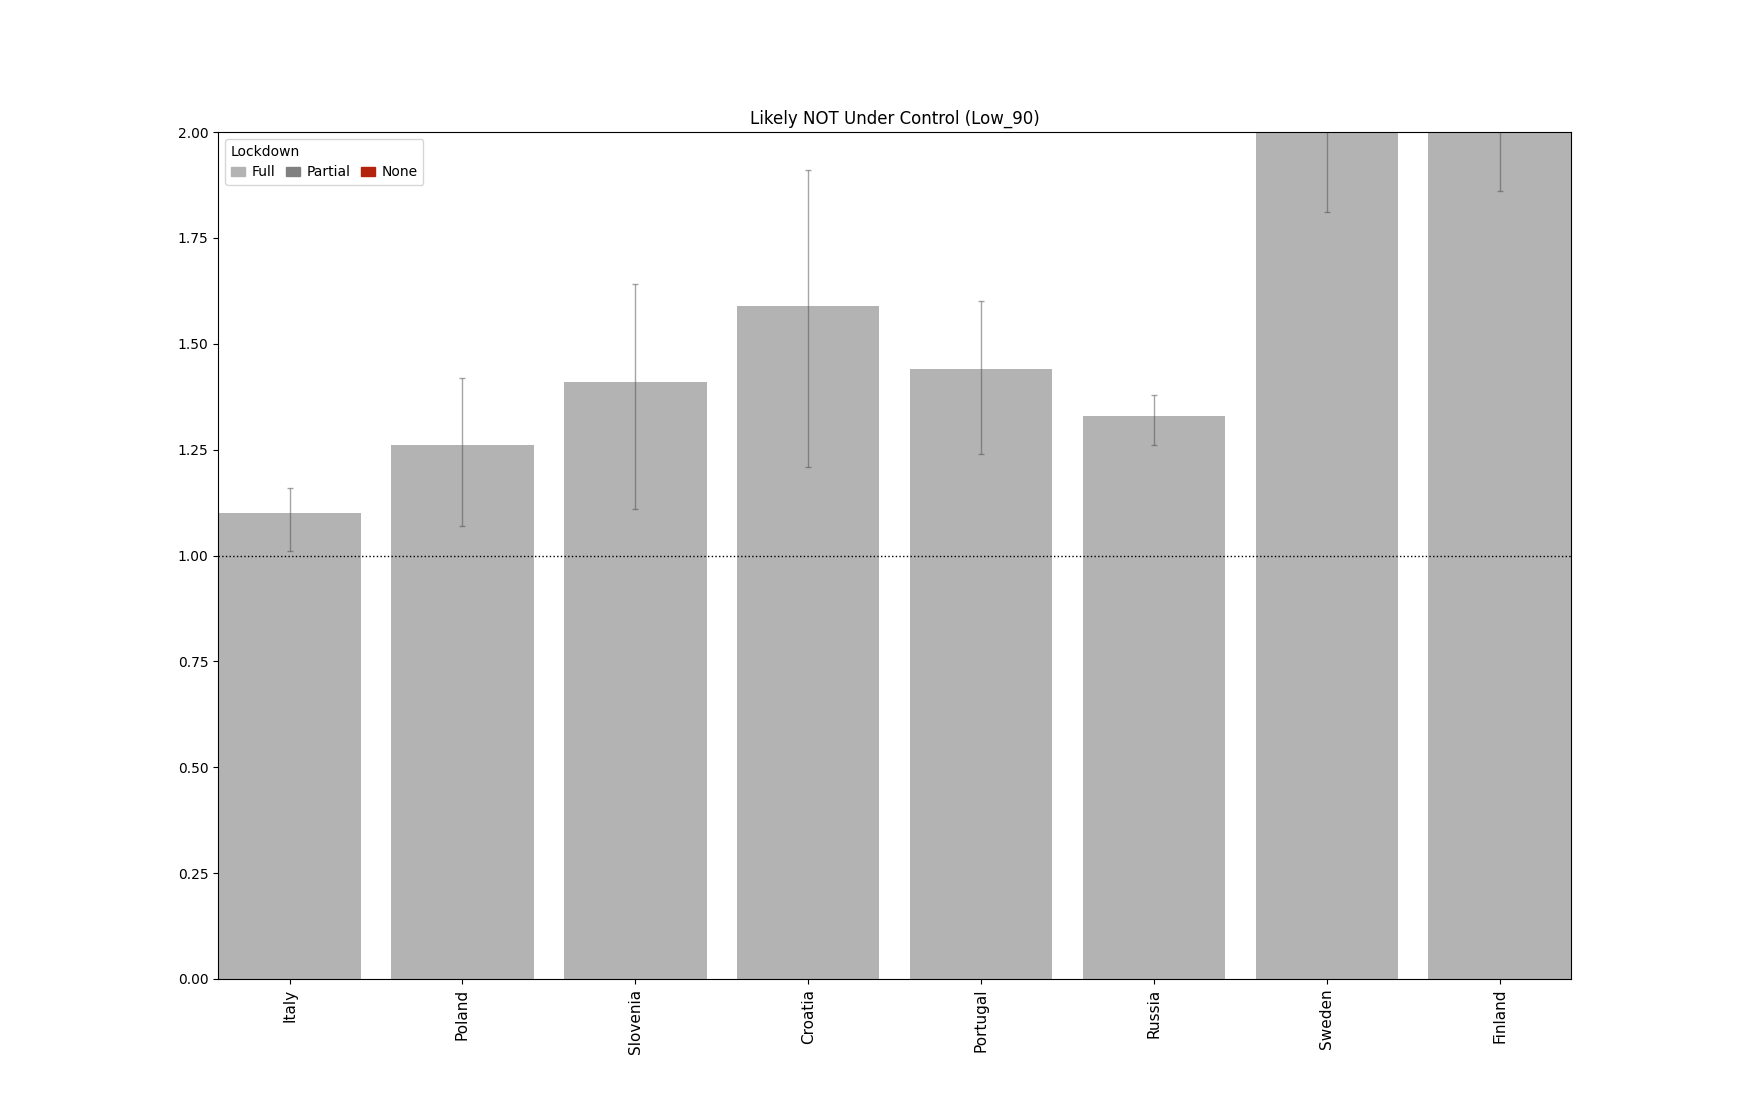 Likely NOT Under Control (Low_90)
Lockdown
Full Partial None
2.00
1.75
1.50
1.25
1.00
0.75
0.50
0.25
0.00
Italy
Poland
Slovenia
Croatia
Portugal
Russia
Sweden
Finland